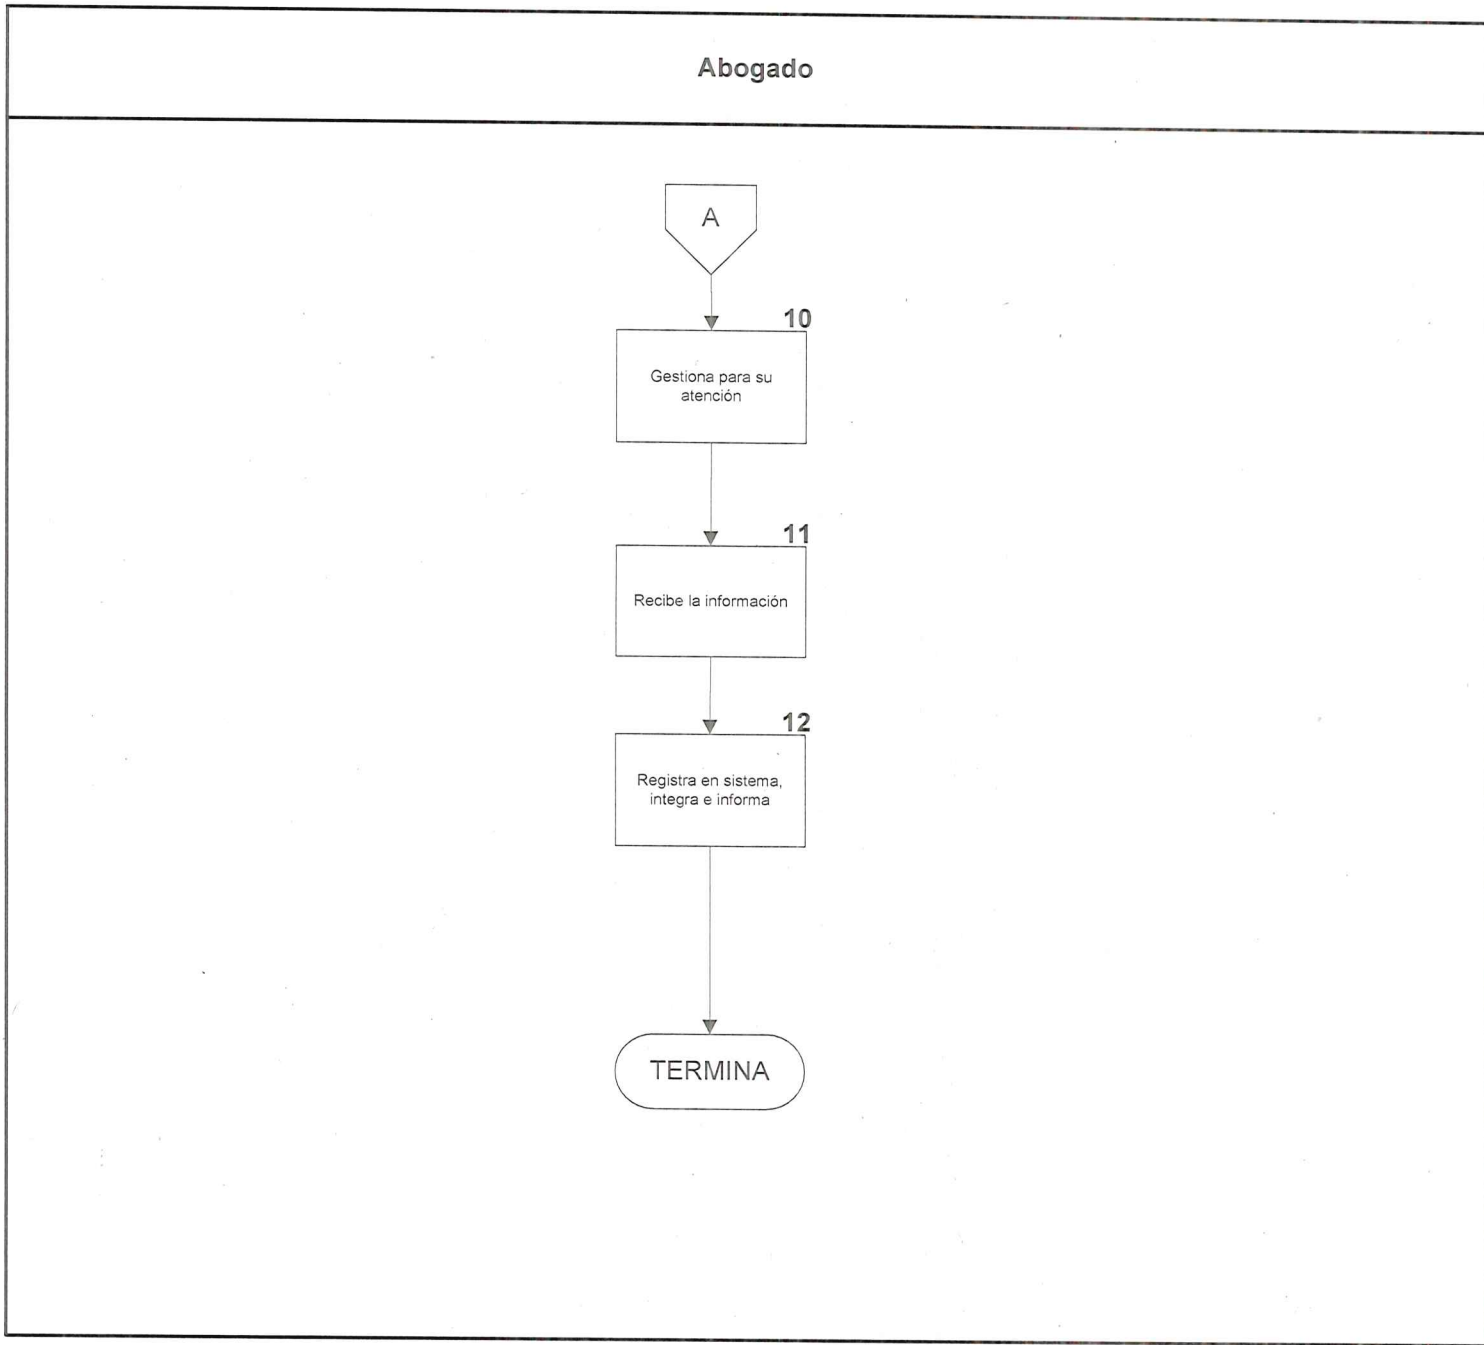 Abogado
A
10
Gestiona para su
atención
11
Recibe la información
12
Registra en sistema,
integra e informa
TERMINA